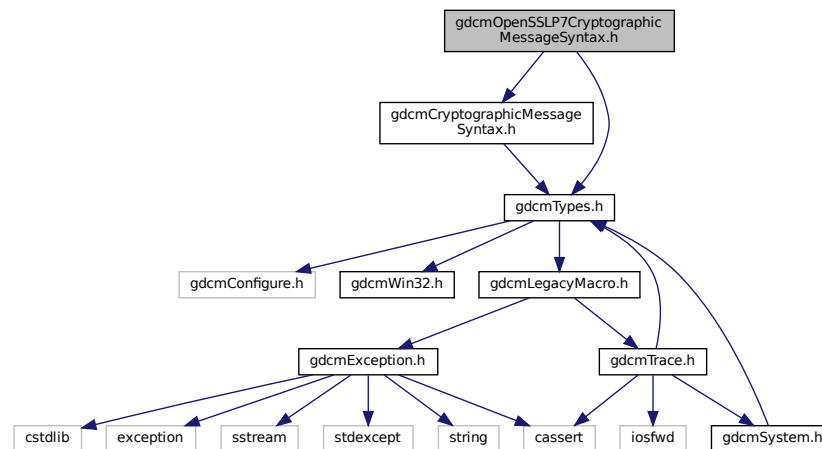 gdcmOpenSSLP7Cryptographic
MessageSyntax.h
gdcmCryptographicMessage
Syntax.h
gdcmTypes.h
gdcmConfigure.h
gdcmWin32.h
gdcmLegacyMacro.h
gdcmException.h
gdcmTrace.h
cstdlib
exception
sstream
stdexcept
string
cassert
iosfwd
gdcmSystem.h